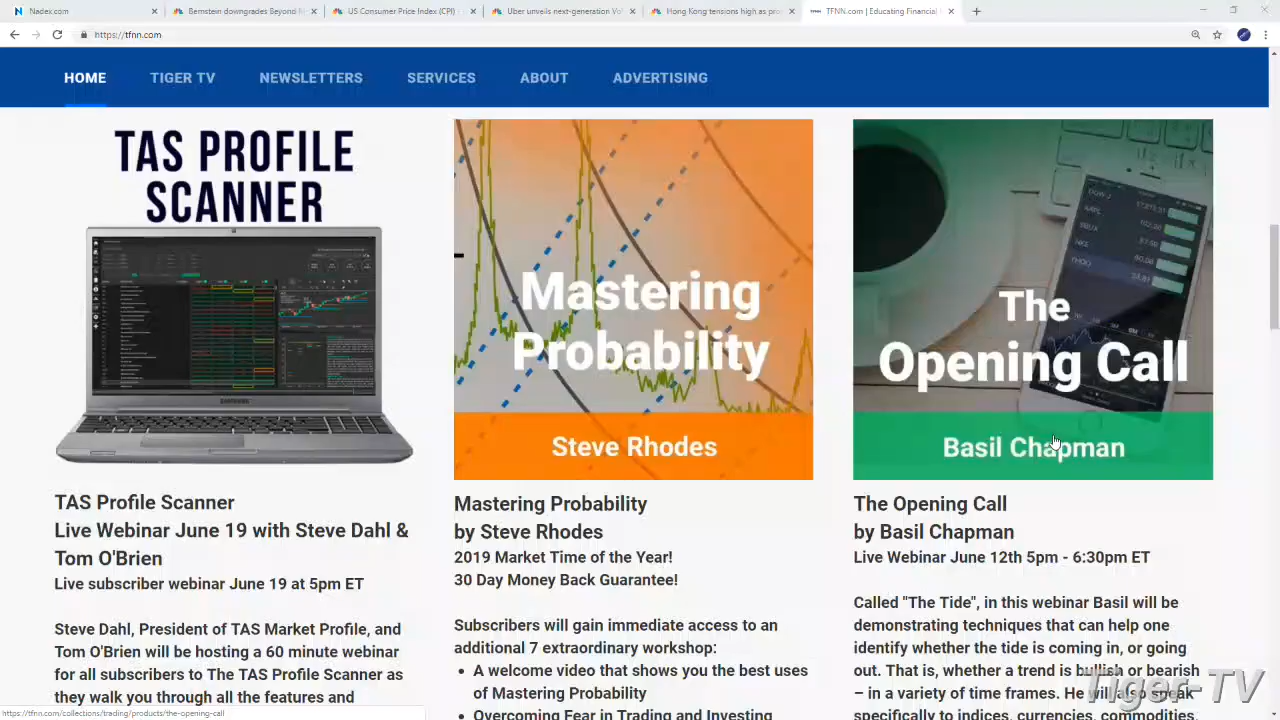 Nadex.com
Bernstein downgrades Beyond M
US Consumer Price Index (CPI)
Uber unveils next-generation Vo
Hong Kong tensions high as pro
TFNN.com | Educating Financial
https://tfnn.com
HOME
TIGER TV
NEWSLETTERS
SERVICES
ABOUT
ADVERTISING
TAS PROFILE
SCANNER
SAMSUNG
TAS Profile Scanner
Live Webinar June 19 with Steve Dahl &
Tom O'Brien
Live subscriber webinar June 19 at 5pm ET
Steve Dahl, President of TAS Market Profile, and
Tom O'Brien will be hosting a 60 minute webinar
for all subscribers to The TAS Profile Scanner as
they walk you through all the features and
Mastering
Probability
Steve Rhodes
Mastering Probability
by Steve Rhodes
2019 Market Time of the Year!
30 Day Money Back Guarantee!
Subscribers will gain immediate access to an
additional 7 extraordinary workshop:
• A welcome video that shows you the best uses
of Mastering Probability
• Overcoming Fear in Trading and Investing
The
Opening Call
Basil Chapman
The Opening Call
by Basil Chapman
Live Webinar June 12th 5pm - 6:30pm ET
Called "The Tide", in this webinar Basil will be
demonstrating techniques that can help one
identify whether the tide is coming in, or going
out. That is, whether a trend is bullish or bearish
– in a variety of time frames. He will also speak
specifically to indices, currencies, commodities,
Tiger-TV
https://tfnn.com/collections/trading/products/the-opening-call